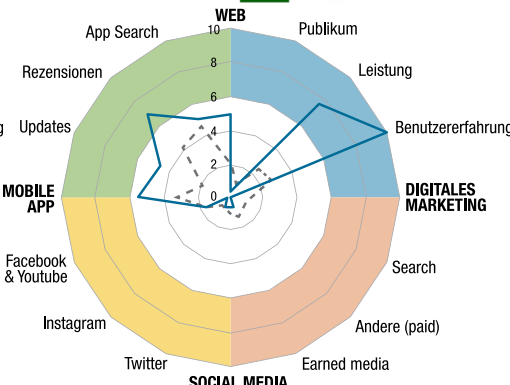 WEB
10
8
6
4
2
0
Publikum
Leistung
Benutzererfahrung
DIGITALES
MARKETING
Search
Andere (paid)
Earned media
SOCIAL MEDIA
Twitter
Instagram
Facebook
& Youtube
MOBILE
APP
Updates
Rezensionen
App Search